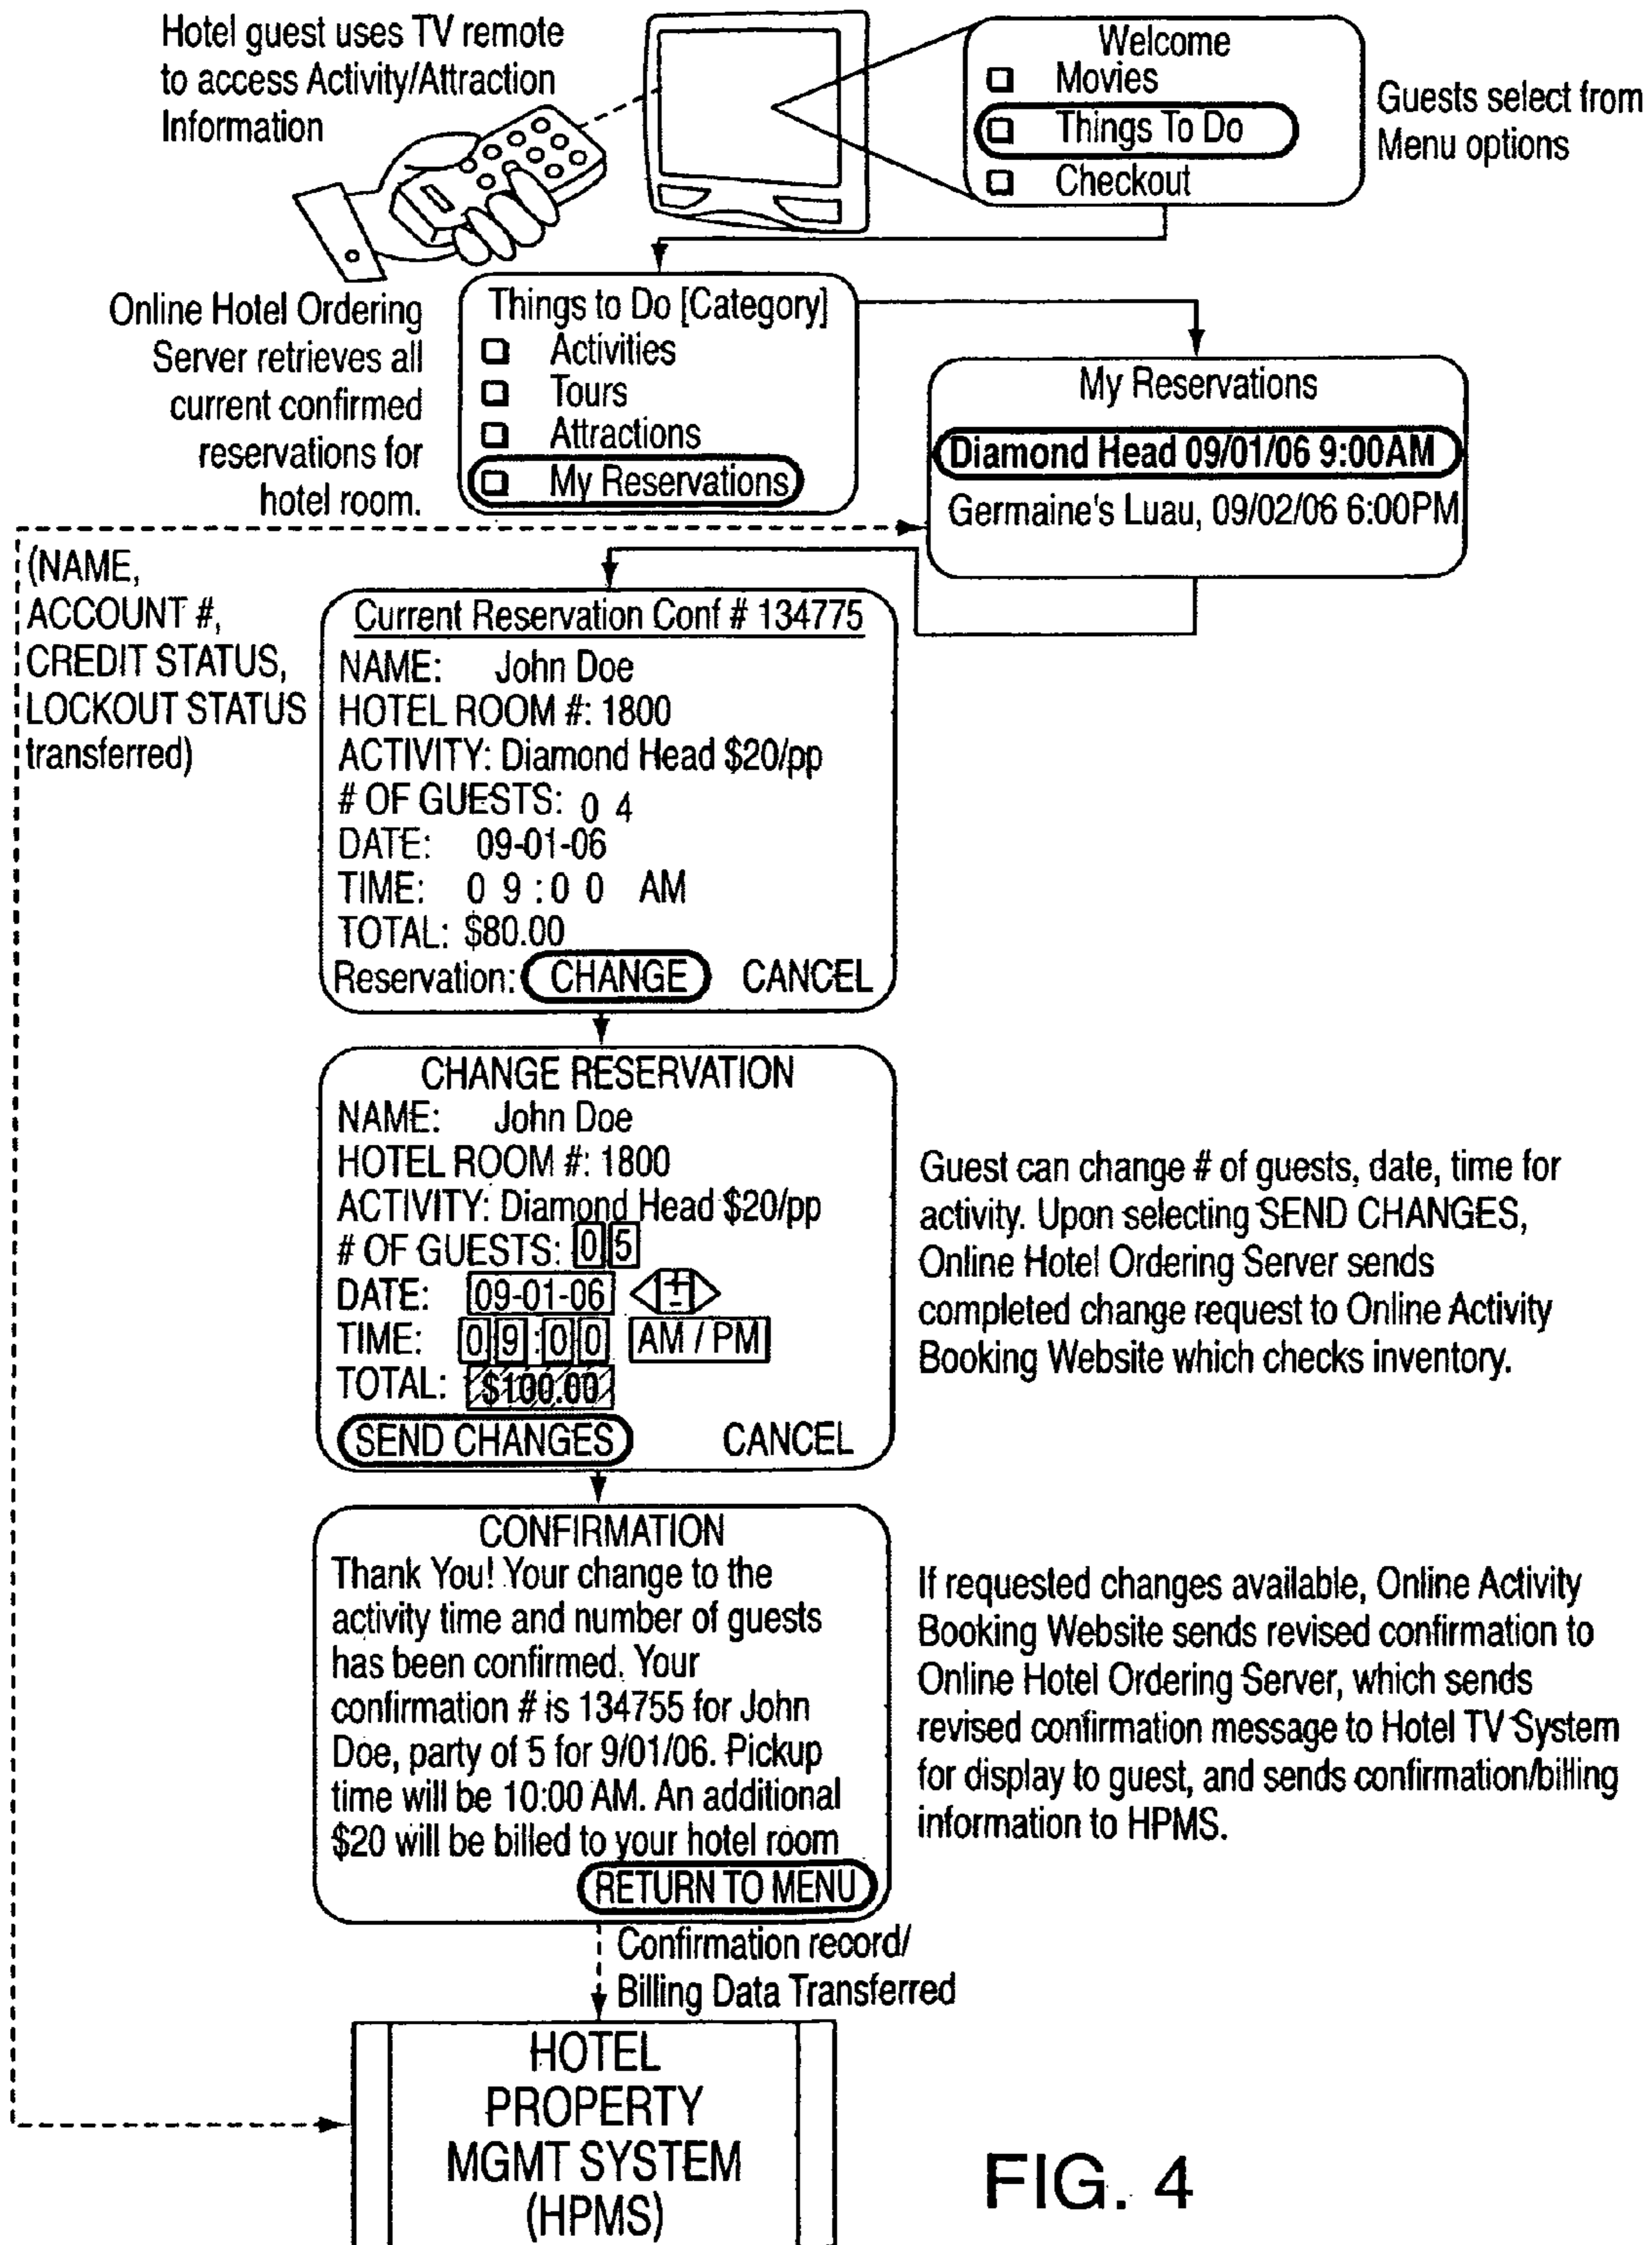 Hotel guest uses TV remote
to access Activity/Attraction
Information
Welcome
Movies
Things To Do
Checkout
Guests select from
Menu options
Online Hotel Ordering
Server retrieves all
current confirmed
reservations for
hotel room.
Things to Do [Category]
Activities
Tours
Attractions
My Reservations
My Reservations
Diamond Head 09/01/06 9:00AM
Germaine's Luau, 09/02/06 6:00PM
(NAME,
ACCOUNT #,
CREDIT STATUS,
LOCKOUT STATUS
transferred)
Current Reservation Conf # 134775
NAME: John Doe
HOTEL ROOM #: 1800
ACTIVITY: Diamond Head $20/pp
# OF GUESTS: 0 4
DATE: 09-01-06
TIME: 0 9 : 0 0 AM
TOTAL: $80.00
Reservation: CHANGE CANCEL
CHANGE RESERVATION
NAME: John Doe
HOTEL ROOM #: 1800
ACTIVITY: Diamond Head $20/pp
# OF GUESTS: 0 5
DATE: 09-01-06 + -
TIME: 0 9 : 0 0 AM / PM
TOTAL: $100.00
SEND CHANGES CANCEL
Guest can change # of guests, date, time for
activity. Upon selecting SEND CHANGES,
Online Hotel Ordering Server sends
completed change request to Online Activity
Booking Website which checks inventory.
CONFIRMATION
Thank You! Your change to the
activity time and number of guests
has been confirmed. Your
confirmation # is 134755 for John
Doe, party of 5 for 9/01/06. Pickup
time will be 10:00 AM. An additional
$20 will be billed to your hotel room
RETURN TO MENU
If requested changes available, Online Activity
Booking Website sends revised confirmation to
Online Hotel Ordering Server, which sends
revised confirmation message to Hotel TV System
for display to guest, and sends confirmation/billing
information to HPMS.
Confirmation record/
Billing Data Transferred
HOTEL
PROPERTY
MGMT SYSTEM
(HPMS)
FIG. 4